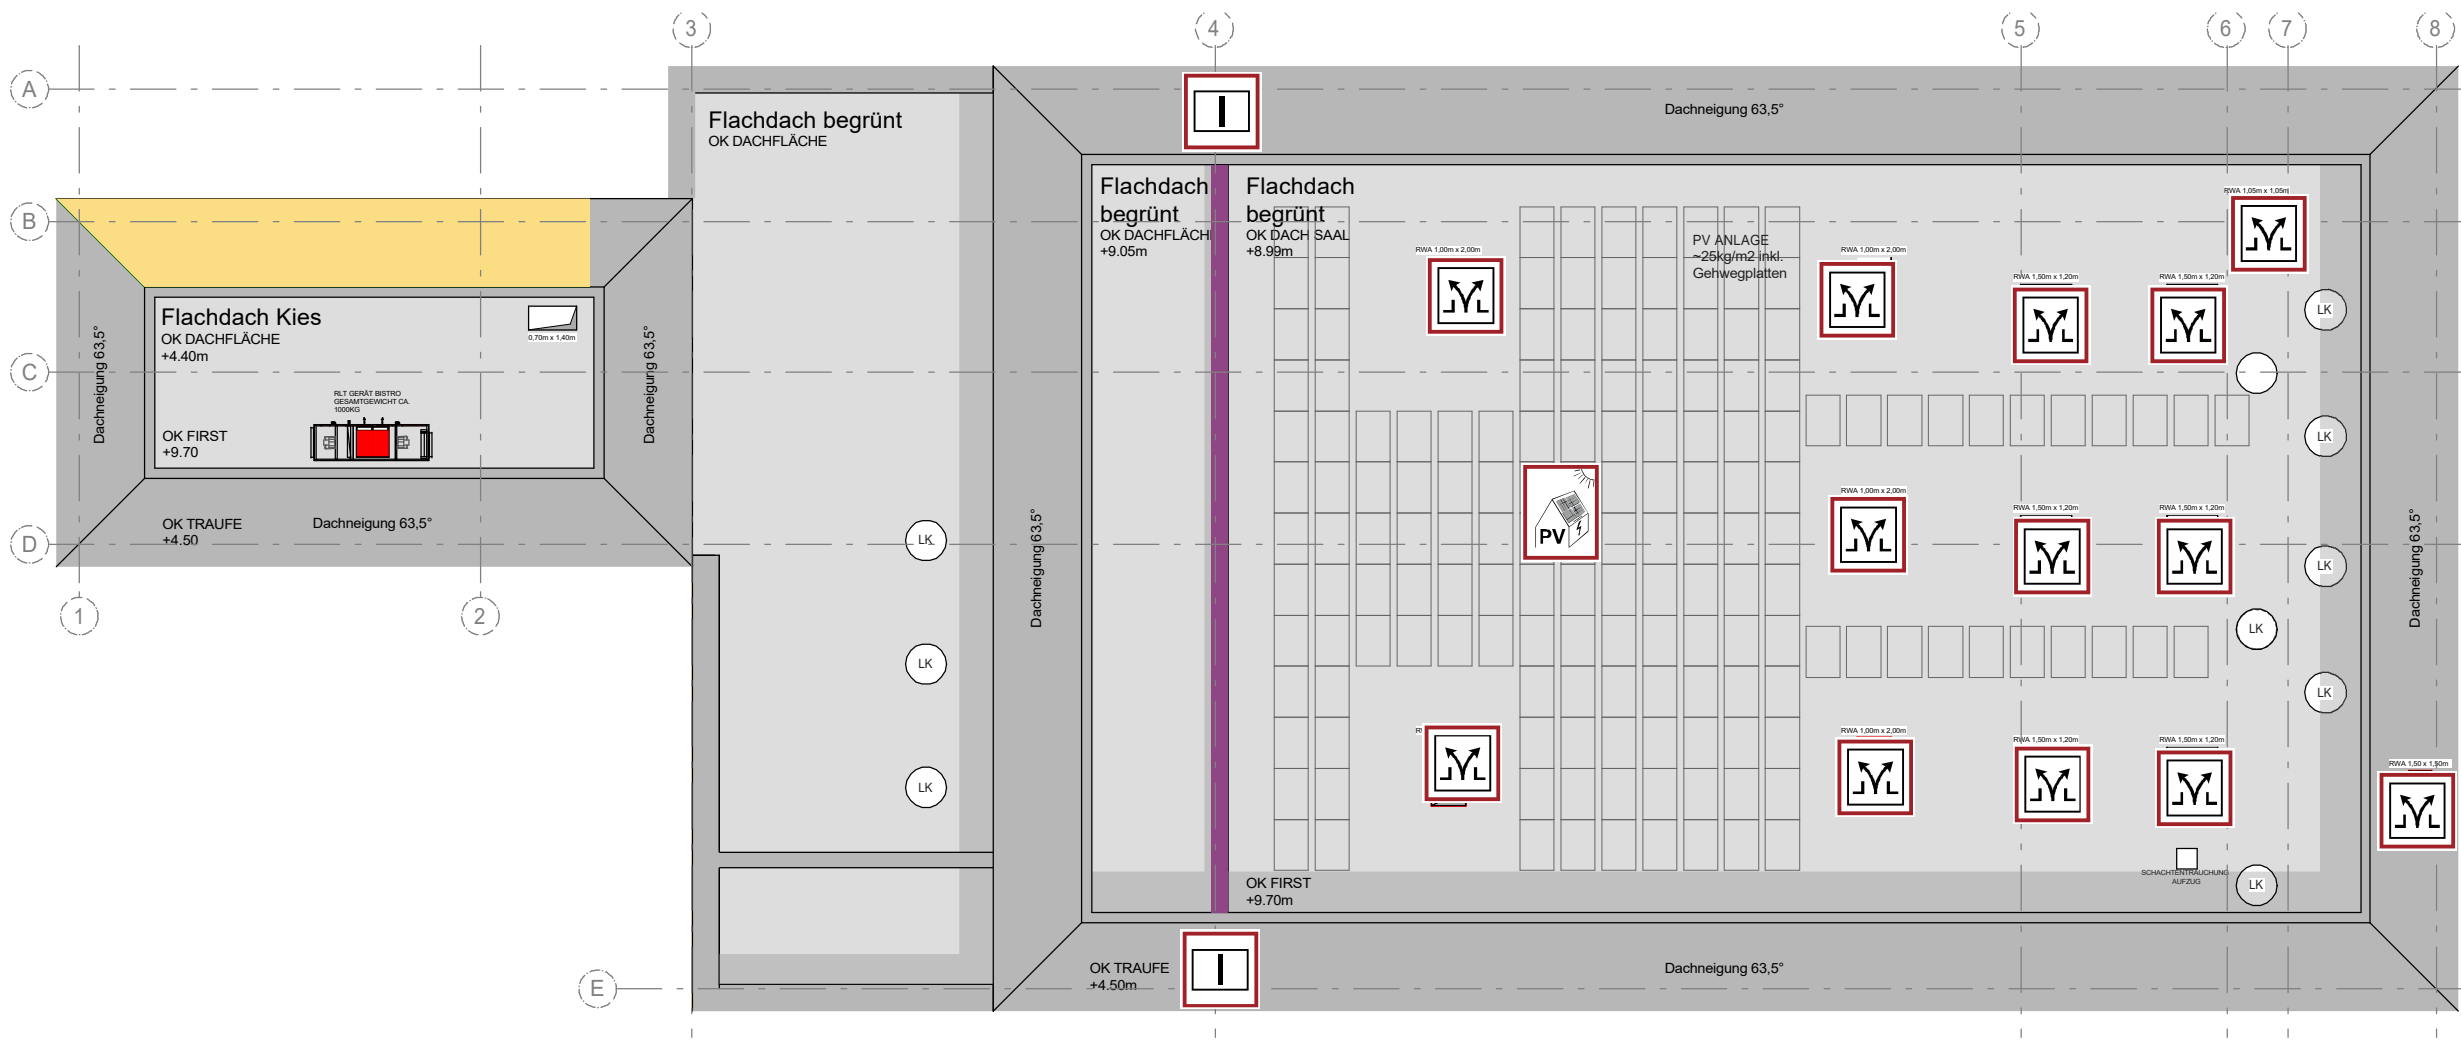 3
4
5
6
7
8
A
B
C
D
E
1
2
Flachdach begrünt
OK DACHFLÄCHE
Dachneigung 63,5°
Flachdach
begrünt
OK DACHFLÄCH
+9.05m
Flachdach
begrünt
OK DACH SAAL
+8.99m
PV ANLAGE
~25kg/m2 inkl.
Gehwegplatten
RWA 1,00m x 2,00m
RWA 1,00m x 2,00m
RWA 1,05m x 1,05m
RWA 1,50m x 1,20m
RWA 1,50m x 1,20m
LK
Flachdach Kies
OK DACHFLÄCHE
+4.40m
0,70m x 1,40m
Dachneigung 63,5°
Dachneigung 63,5°
RLT GERÄT BISTRO
GESAMTGEWICHT CA.
1000KG
OK FIRST
+9.70
OK TRAUFE
+4.50
Dachneigung 63,5°
LK
LK
LK
Dachneigung 63,5°
PV
RWA 1,00m x 2,00m
RWA 1,50m x 1,20m
RWA 1,50m x 1,20m
LK
LK
LK
LK
Dachneigung 63,5°
RWA 1,00m x 2,00m
RWA 1,50m x 1,20m
RWA 1,50m x 1,20m
RWA 1,50 x 1,50m
SCHACHTENTRAUCHUNG
AUFZUG
LK
OK FIRST
+9.70m
OK TRAUFE
+4.50m
Dachneigung 63,5°